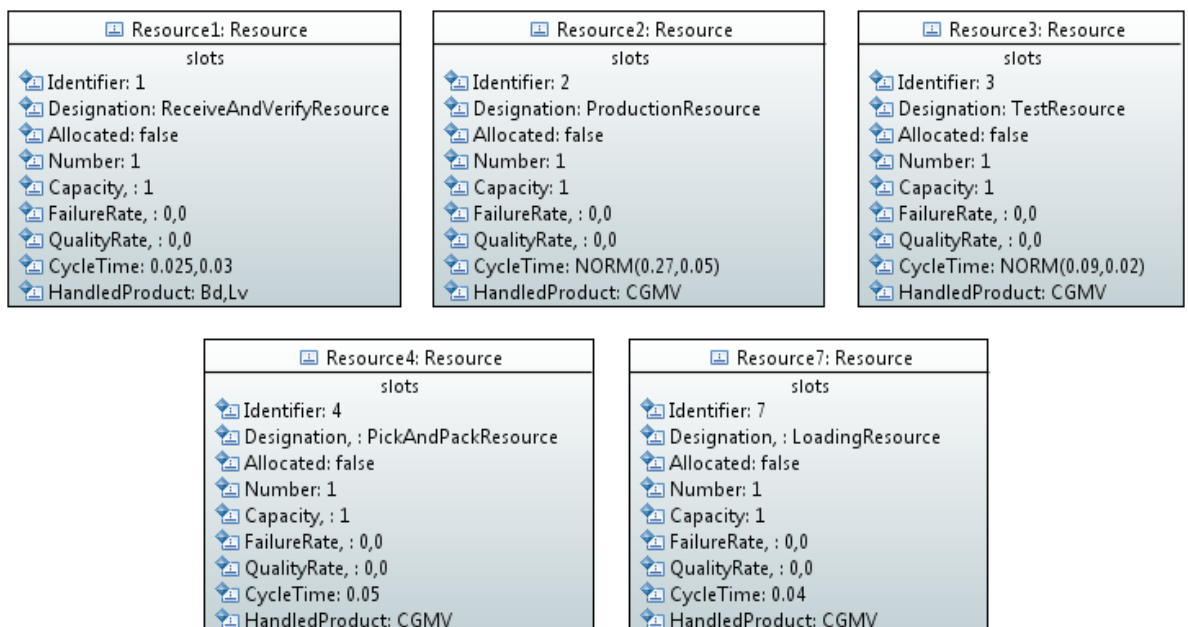 Resource1: Resource
slots
Identifier: 1
Designation: ReceiveAndVerifyResource
Allocated: false
Number: 1
Capacity, : 1
FailureRate, : 0,0
QualityRate, : 0,0
CycleTime: 0.025,0.03
HandledProduct: Bd,Lv
Resource2: Resource
slots
Identifier: 2
Designation: ProductionResource
Allocated: false
Number: 1
Capacity: 1
FailureRate, : 0,0
QualityRate, : 0,0
CycleTime: NORM(0.27,0.05)
HandledProduct: CGMV
Resource3: Resource
slots
Identifier: 3
Designation: TestResource
Allocated: false
Number: 1
Capacity: 1
FailureRate, : 0,0
QualityRate, : 0,0
CycleTime: NORM(0.09,0.02)
HandledProduct: CGMV
Resource4: Resource
slots
Identifier: 4
Designation, : PickAndPackResource
Allocated: false
Number: 1
Capacity, : 1
FailureRate, : 0,0
QualityRate, : 0,0
CycleTime: 0.05
HandledProduct: CGMV
Resource7: Resource
slots
Identifier: 7
Designation, : LoadingResource
Allocated: false
Number: 1
Capacity: 1
FailureRate, : 0,0
QualityRate, : 0,0
CycleTime: 0.04
HandledProduct: CGMV